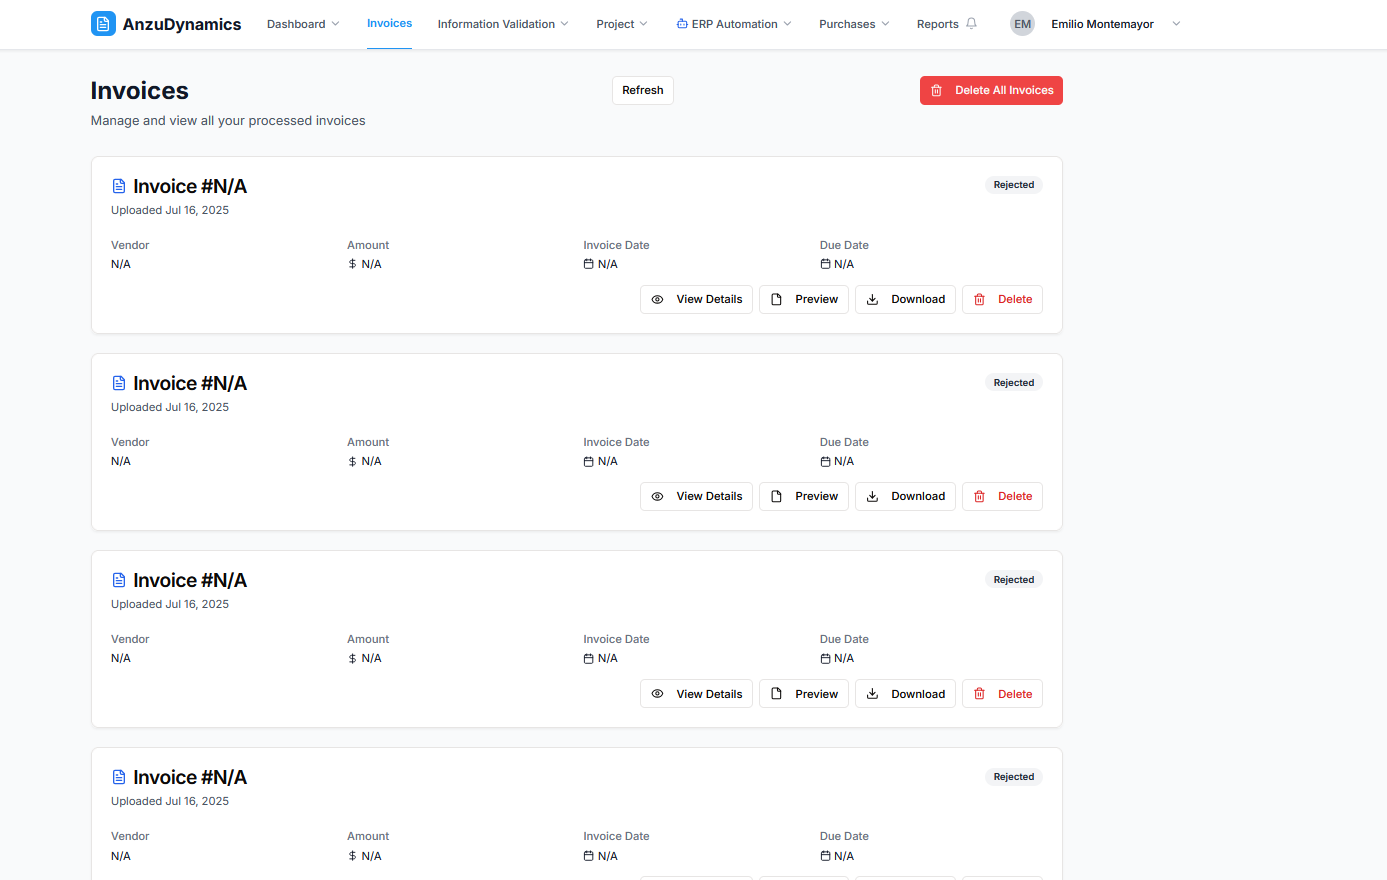 AnzuDynamics Dashboard Invoices Information Validation Project ERP Automation Purchases Reports EM Emilio Montemayor
Invoices Refresh Delete All Invoices
Manage and view all your processed invoices
Invoice #N/A Rejected
Uploaded Jul 16, 2025
Vendor Amount Invoice Date Due Date
N/A $ N/A N/A N/A
View Details Preview Download Delete
Invoice #N/A Rejected
Uploaded Jul 16, 2025
Vendor Amount Invoice Date Due Date
N/A $ N/A N/A N/A
View Details Preview Download Delete
Invoice #N/A Rejected
Uploaded Jul 16, 2025
Vendor Amount Invoice Date Due Date
N/A $ N/A N/A N/A
View Details Preview Download Delete
Invoice #N/A Rejected
Uploaded Jul 16, 2025
Vendor Amount Invoice Date Due Date
N/A $ N/A N/A N/A